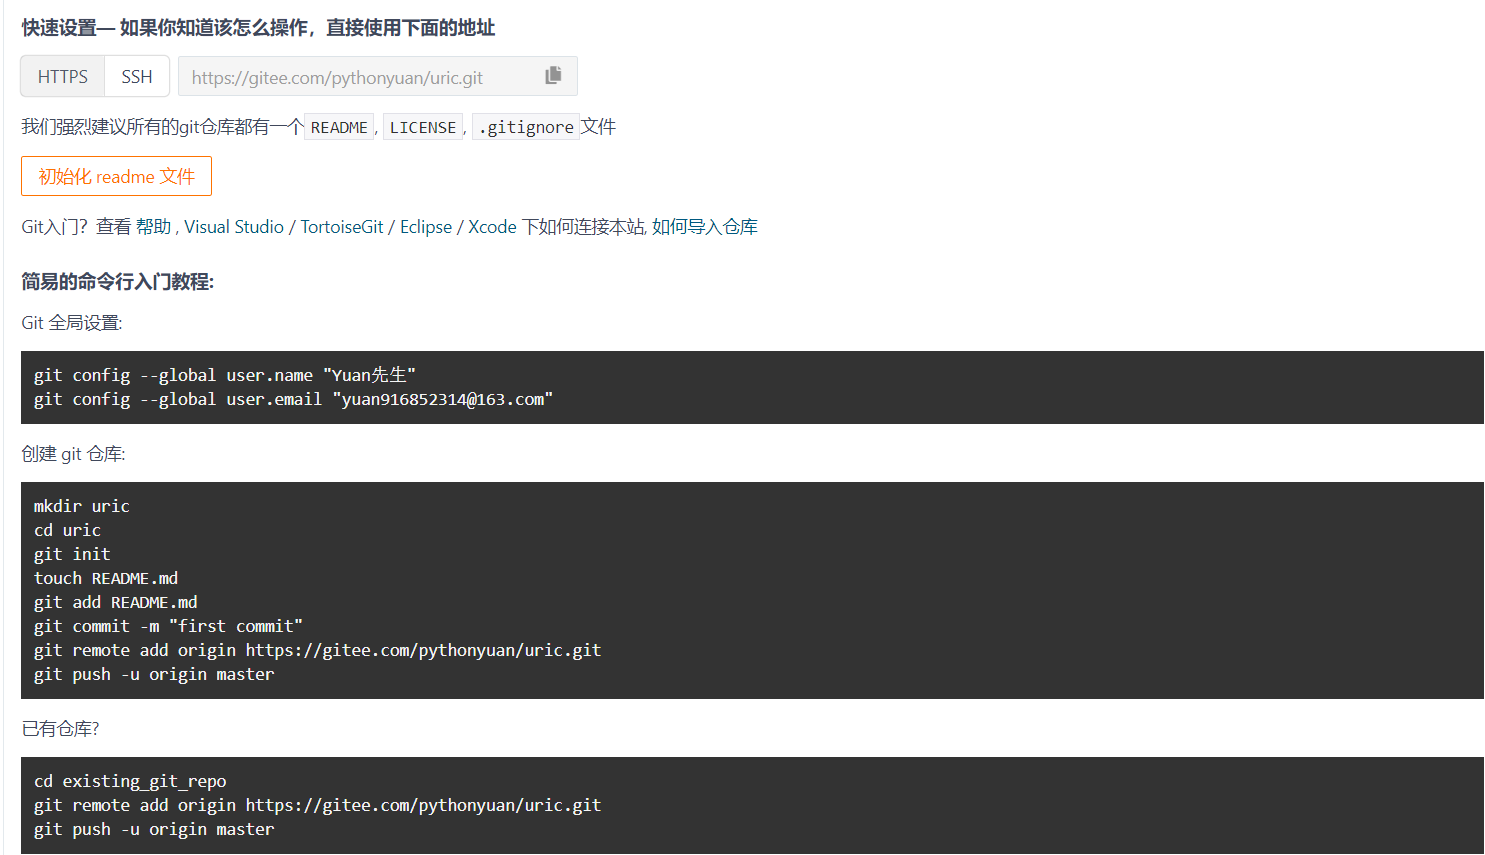 快速设置— 如果你知道该怎么操作，直接使用下面的地址
HTTPS SSH https://gitee.com/pythonyuan/uric.git
我们强烈建议所有的git仓库都有一个 README , LICENSE , .gitignore 文件
初始化 readme 文件
Git入门？查看 帮助 , Visual Studio / TortoiseGit / Eclipse / Xcode 下如何连接本站, 如何导入仓库
简易的命令行入门教程:
Git 全局设置:
git config --global user.name "Yuan先生"
git config --global user.email "yuan916852314@163.com"
创建 git 仓库:
mkdir uric
cd uric
git init
touch README.md
git add README.md
git commit -m "first commit"
git remote add origin https://gitee.com/pythonyuan/uric.git
git push -u origin master
已有仓库?
cd existing_git_repo
git remote add origin https://gitee.com/pythonyuan/uric.git
git push -u origin master